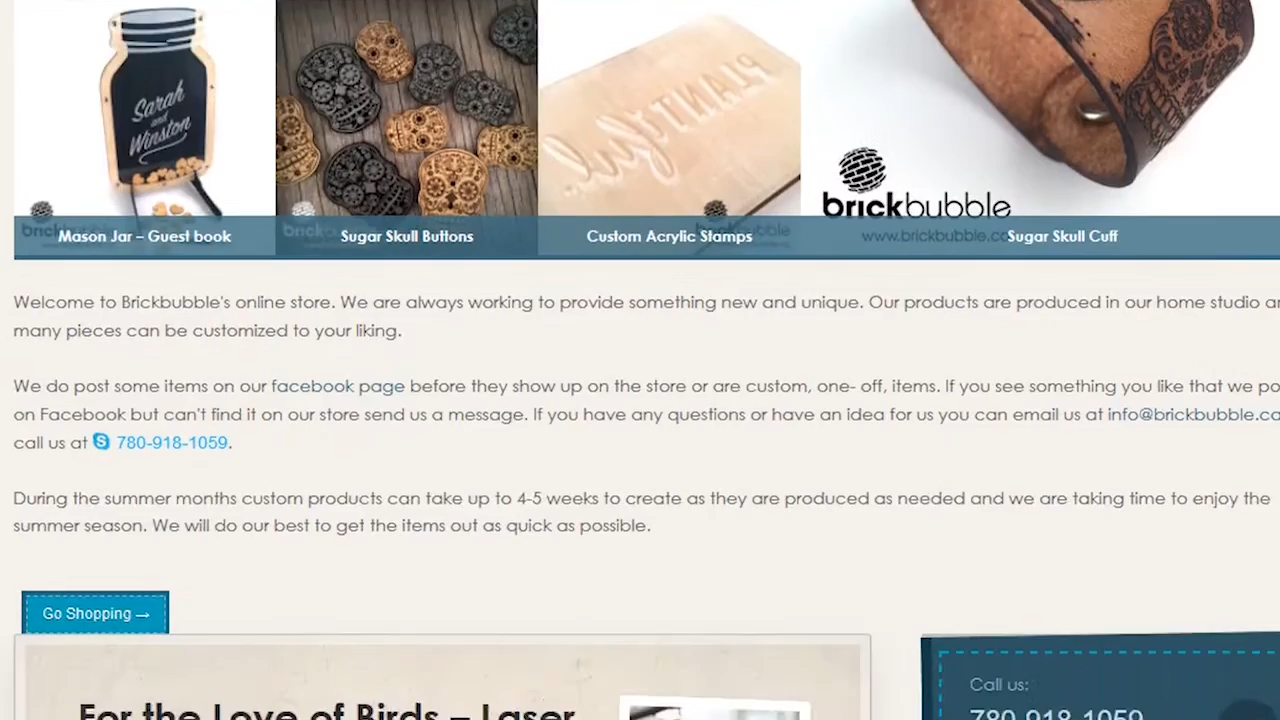 Sarah
and
Winston
PLANTiful.
brickbubble
www.brickbubble.co
Mason Jar – Guest book
Sugar Skull Buttons
Custom Acrylic Stamps
Sugar Skull Cuff
Welcome to Brickbubble's online store. We are always working to provide something new and unique. Our products are produced in our home studio
many pieces can be customized to your liking.
We do post some items on our facebook page before they show up on the store or are custom, one- off, items. If you see something you like that we
on Facebook but can't find it on our store send us a message. If you have any questions or have an idea for us you can email us at info@brickbubble.c
call us at 780-918-1059.
During the summer months custom products can take up to 4-5 weeks to create as they are produced as needed and we are taking time to enjoy the
summer season. We will do our best to get the items out as quick as possible.
Go Shopping →
For the Love of Birds – Laser
Call us:
780-918-1059